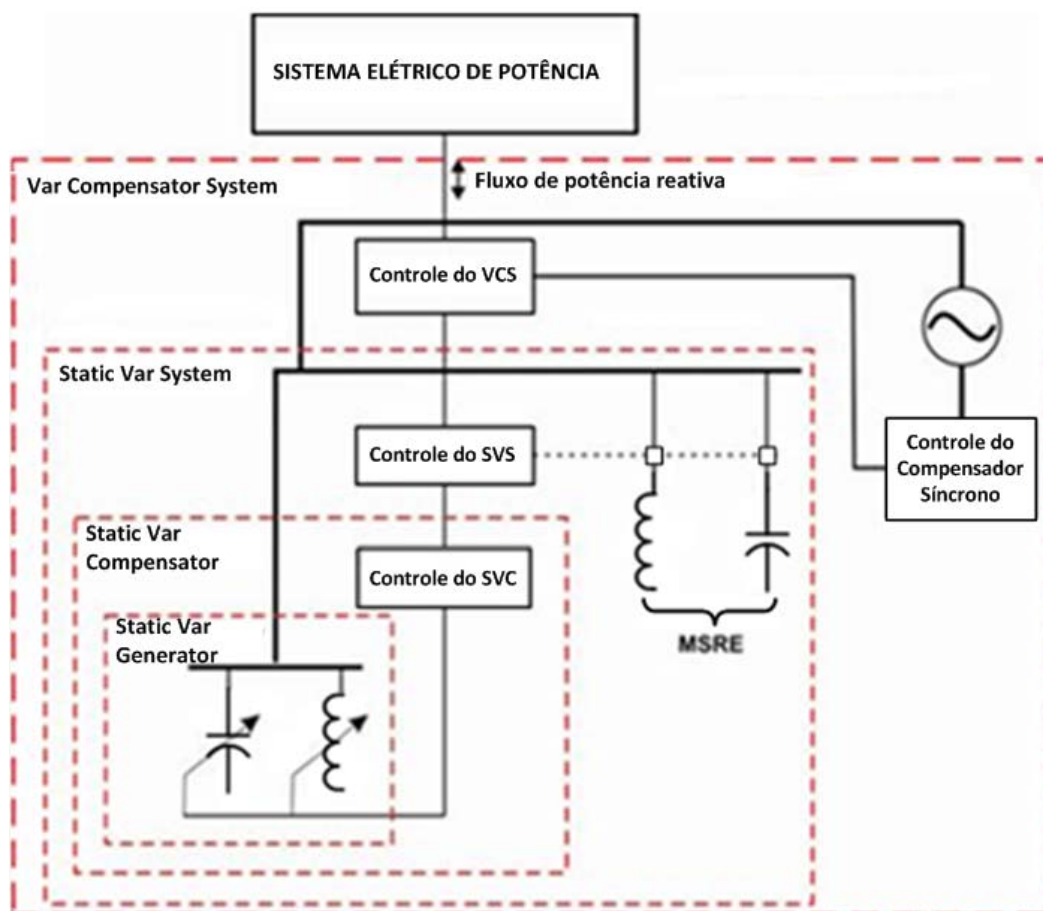 SISTEMA ELÉTRICO DE POTÊNCIA
Var Compensator System
Fluxo de potência reativa
Controle do VCS
Static Var System
Controle do SVS
Controle do
Compensador
Síncrono
Static Var
Compensator
Controle do SVC
Static Var
Generator
MSRE